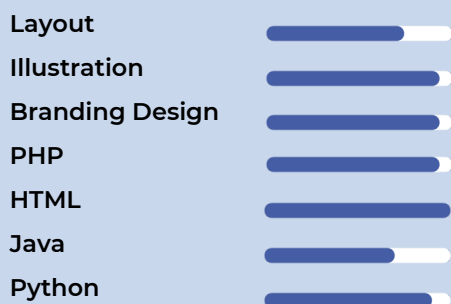 Layout
Illustration
Branding Design
PHP
HTML
Java
Python